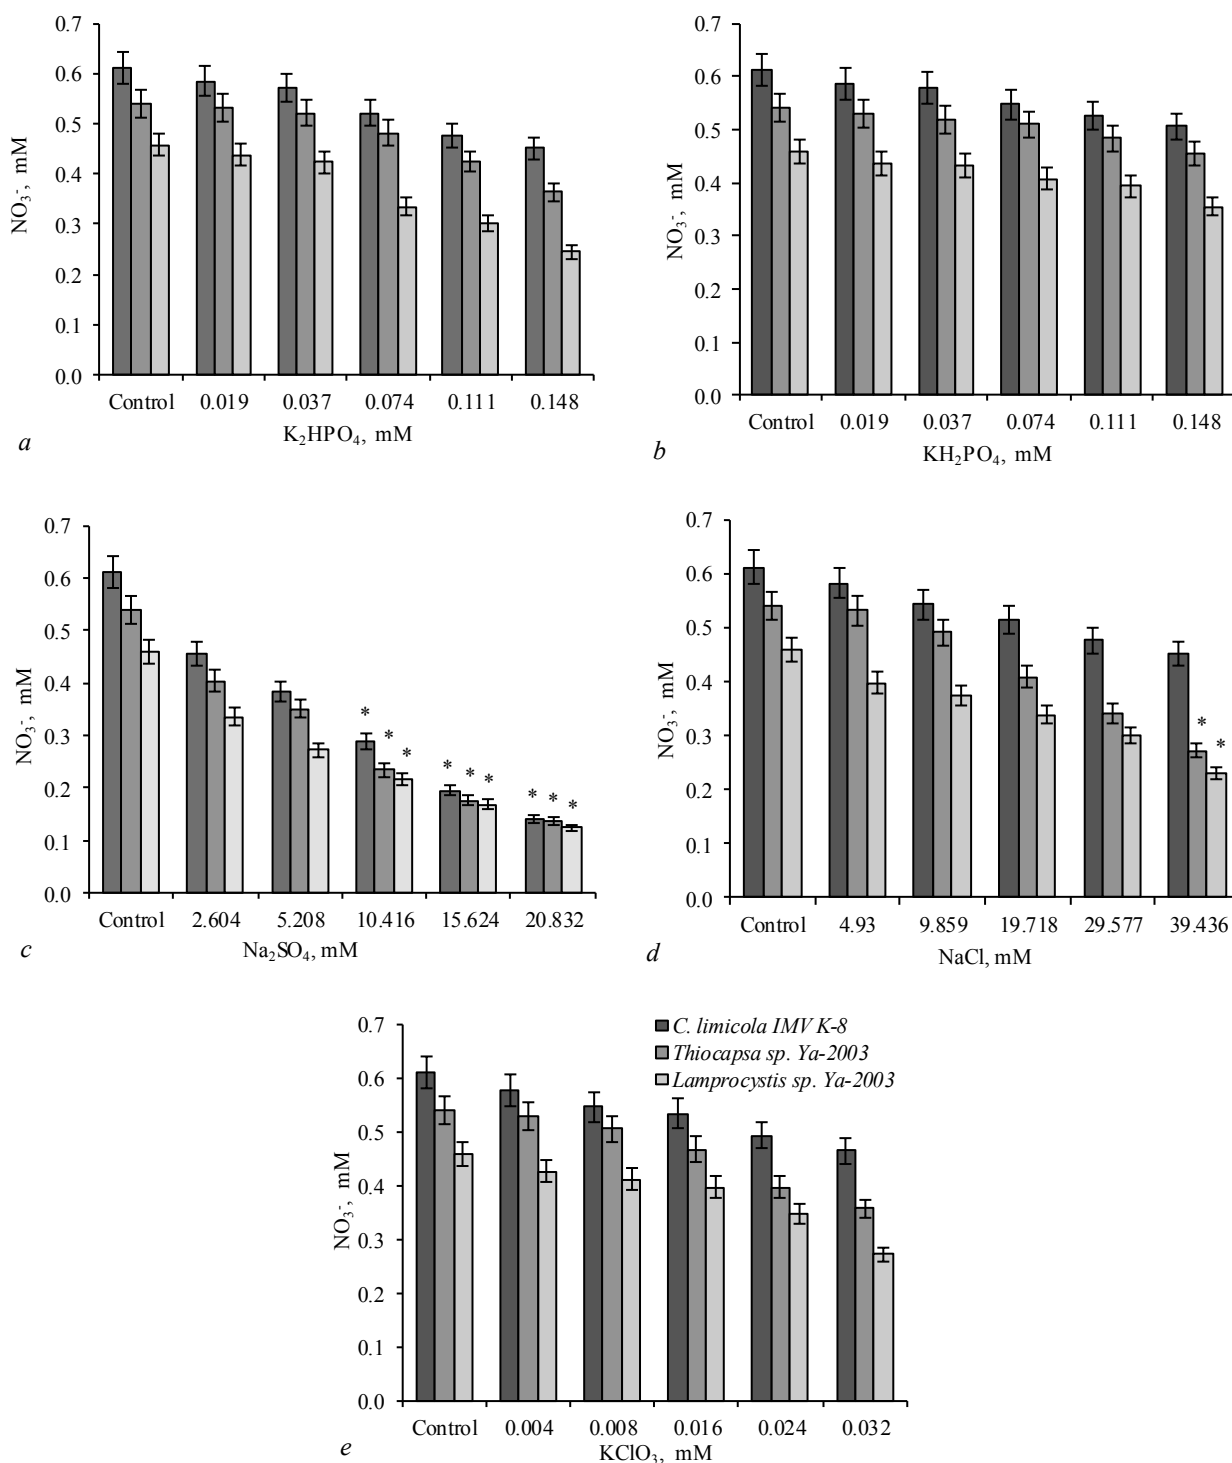 0.7
0.6
0.5
0.4
0.3
0.2
0.1
0.0
NO₃⁻, mM
Control 0.019 0.037 0.074 0.111 0.148
K₂HPO₄, mM
a
0.7
0.6
0.5
0.4
0.3
0.2
0.1
0.0
NO₃⁻, mM
Control 0.019 0.037 0.074 0.111 0.148
KH₂PO₄, mM
b
0.7
0.6
0.5
0.4
0.3
0.2
0.1
0.0
NO₃⁻, mM
* * *
* * *
* * *
Control 2.604 5.208 10.416 15.624 20.832
Na₂SO₄, mM
c
0.7
0.6
0.5
0.4
0.3
0.2
0.1
0.0
NO₃⁻, mM
* *
Control 4.93 9.859 19.718 29.577 39.436
NaCl, mM
d
0.7
0.6
0.5
0.4
0.3
0.2
0.1
0.0
NO₃⁻, mM
C. limicola IMV K-8
Thiocapsa sp. Ya-2003
Lamprocystis sp. Ya-2003
Control 0.004 0.008 0.016 0.024 0.032
KClO₃, mM
e